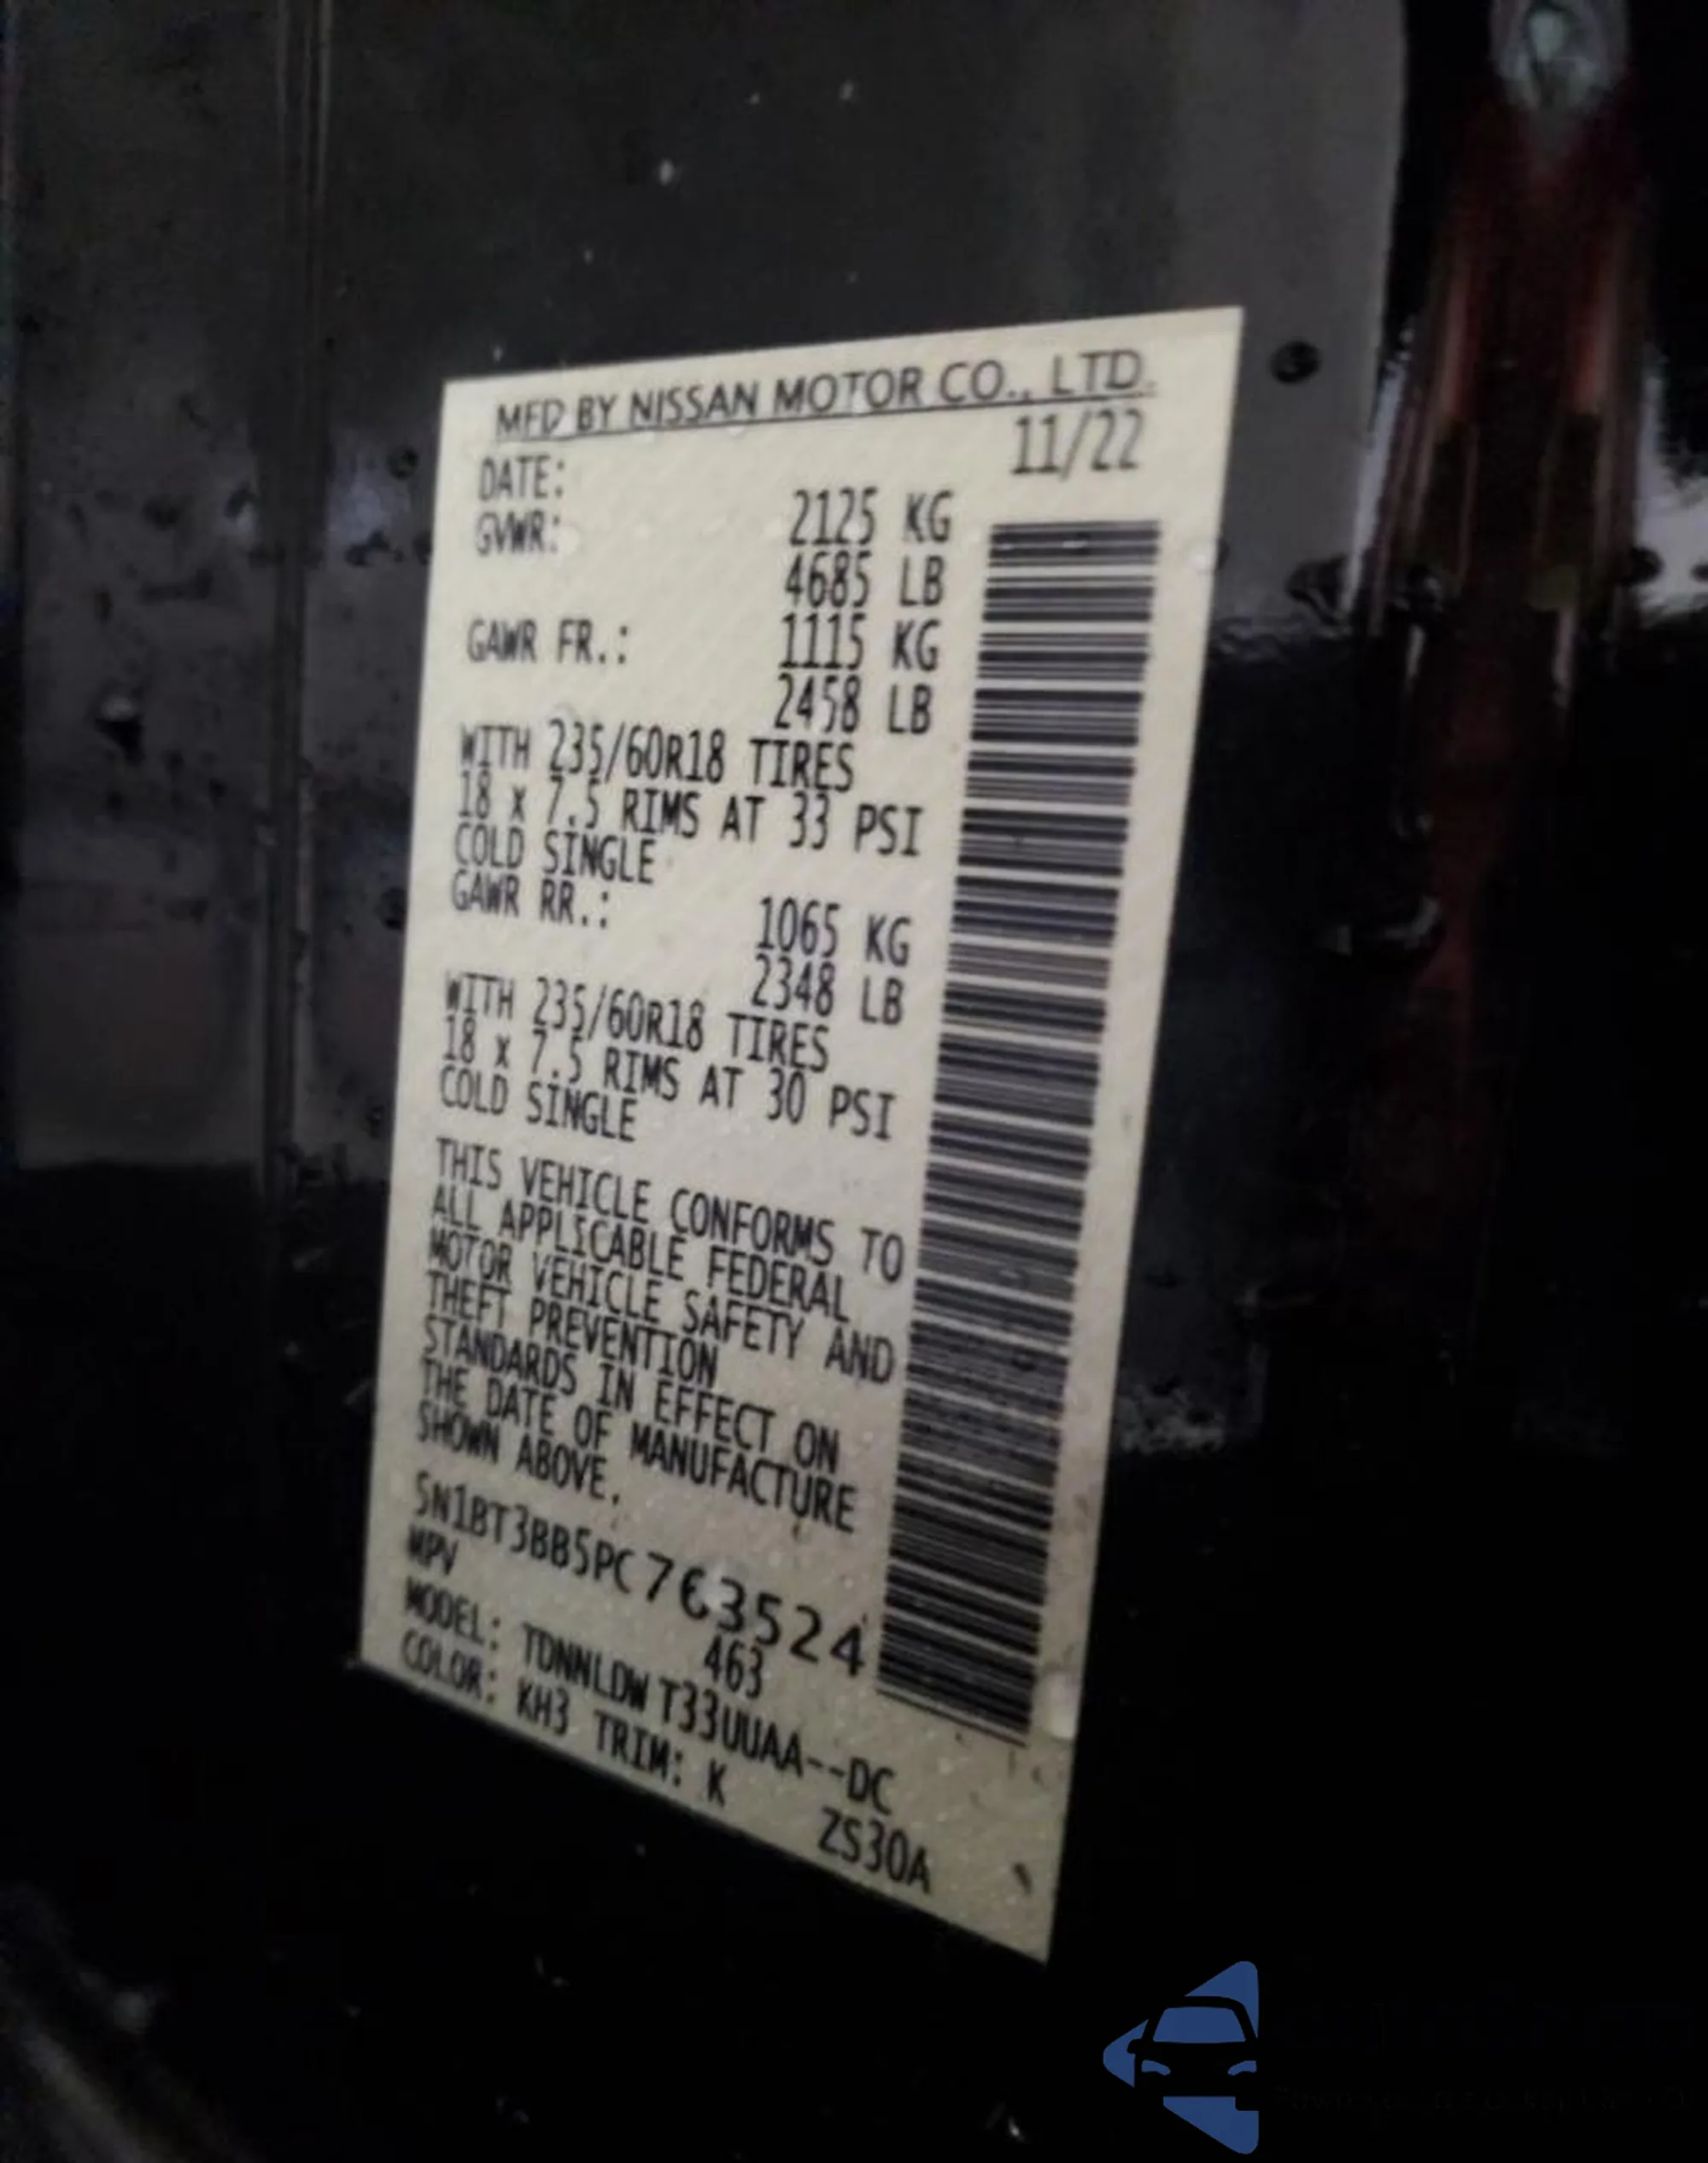 MFD BY NISSAN MOTOR CO., LTD.
DATE: 11/22
GVWR: 2125 KG
4685 LB
GAWR FR.: 1115 KG
2458 LB
WITH 235/60R18 TIRES
18 x 7.5 RIMS AT 33 PSI
COLD SINGLE
GAWR RR.: 1065 KG
2348 LB
WITH 235/60R18 TIRES
18 x 7.5 RIMS AT 30 PSI
COLD SINGLE
THIS VEHICLE CONFORMS TO
ALL APPLICABLE FEDERAL
MOTOR VEHICLE SAFETY AND
THEFT PREVENTION
STANDARDS IN EFFECT ON
THE DATE OF MANUFACTURE
SHOWN ABOVE.
5N1BT3BB5PC763524
MPV 463
MODEL: TDNNLDWT33UUAA--DC
COLOR: KH3 TRIM: K ZS30A